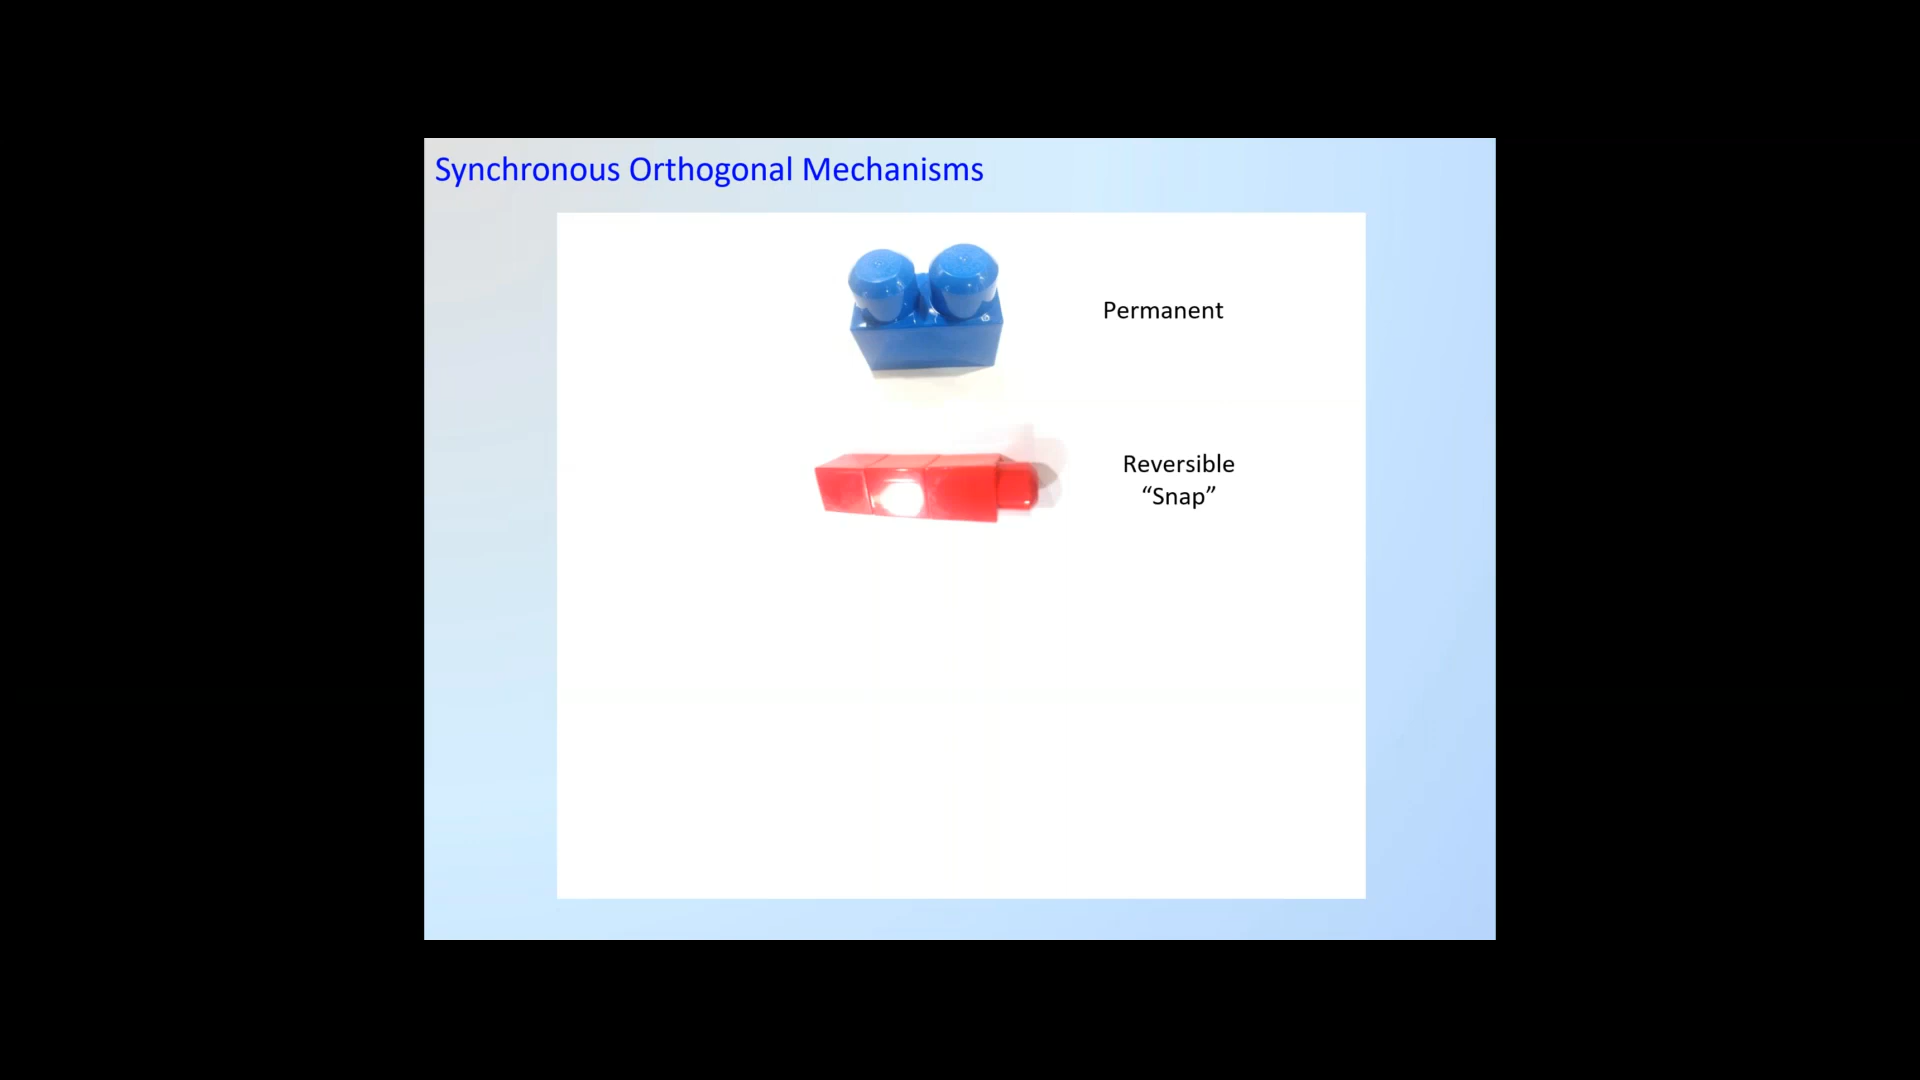 Synchronous Orthogonal Mechanisms
Permanent
Reversible
“Snap”